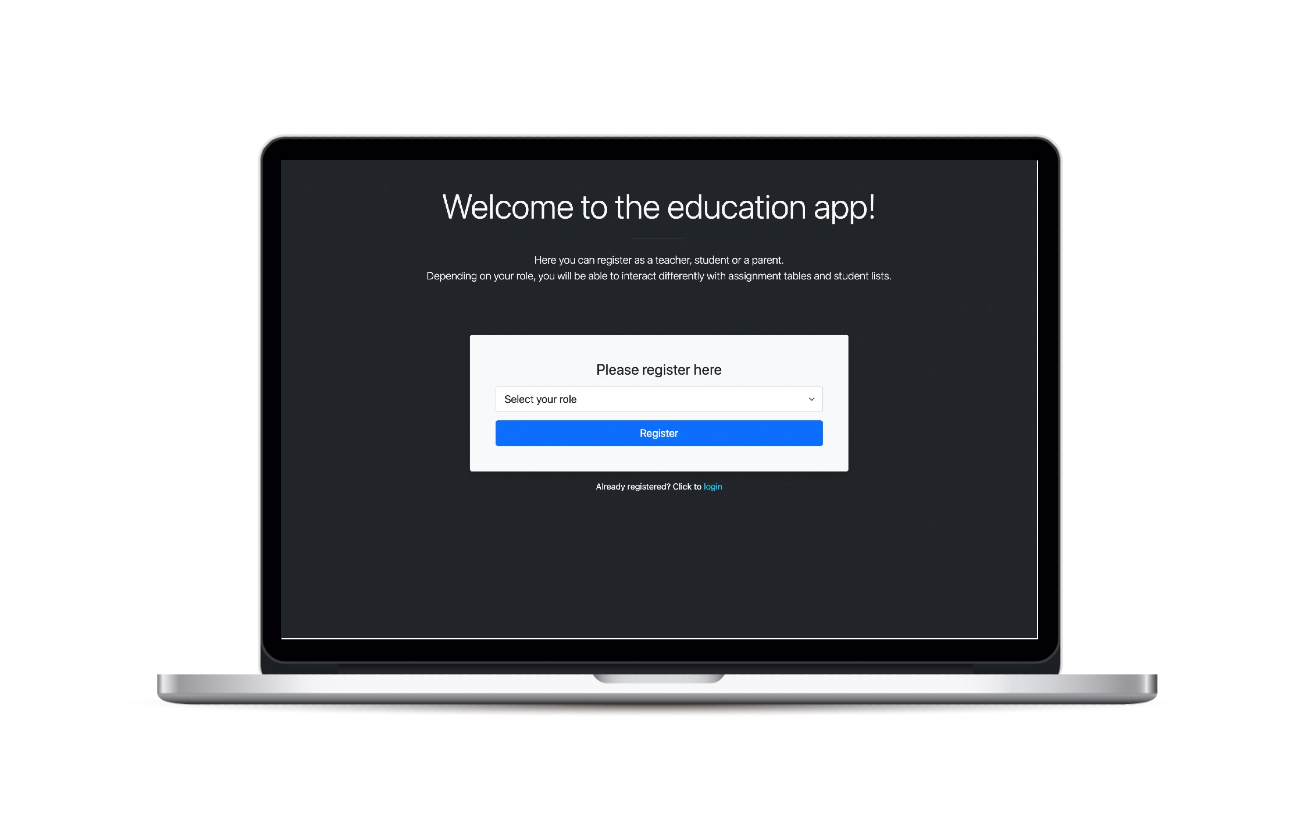 Welcome to the education app!
Here you can register as a teacher, student or a parent.
Depending on your role, you will be able to interact differently with assignment tables and student lists.
Please register here
Select your role
Register
Already registered? Click to login